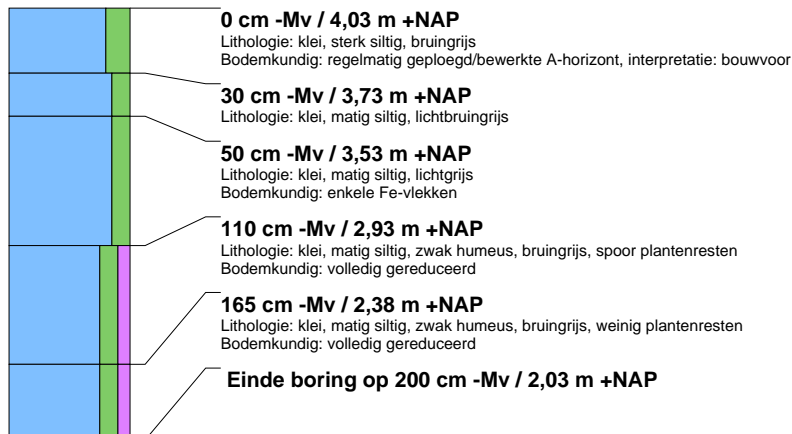 0 cm -Mv / 4,03 m +NAP
Lithologie: klei, sterk siltig, bruingrijs
Bodemkundig: regelmatig geploegd/bewerkte A-horizont, interpretatie: bouwvoor
30 cm -Mv / 3,73 m +NAP
Lithologie: klei, matig siltig, lichtbruingrijs
50 cm -Mv / 3,53 m +NAP
Lithologie: klei, matig siltig, lichtgrijs
Bodemkundig: enkele Fe-vlekken
110 cm -Mv / 2,93 m +NAP
Lithologie: klei, matig siltig, zwak humeus, bruingrijs, spoor plantenresten
Bodemkundig: volledig gereduceerd
165 cm -Mv / 2,38 m +NAP
Lithologie: klei, matig siltig, zwak humeus, bruingrijs, weinig plantenresten
Bodemkundig: volledig gereduceerd
Einde boring op 200 cm -Mv / 2,03 m +NAP